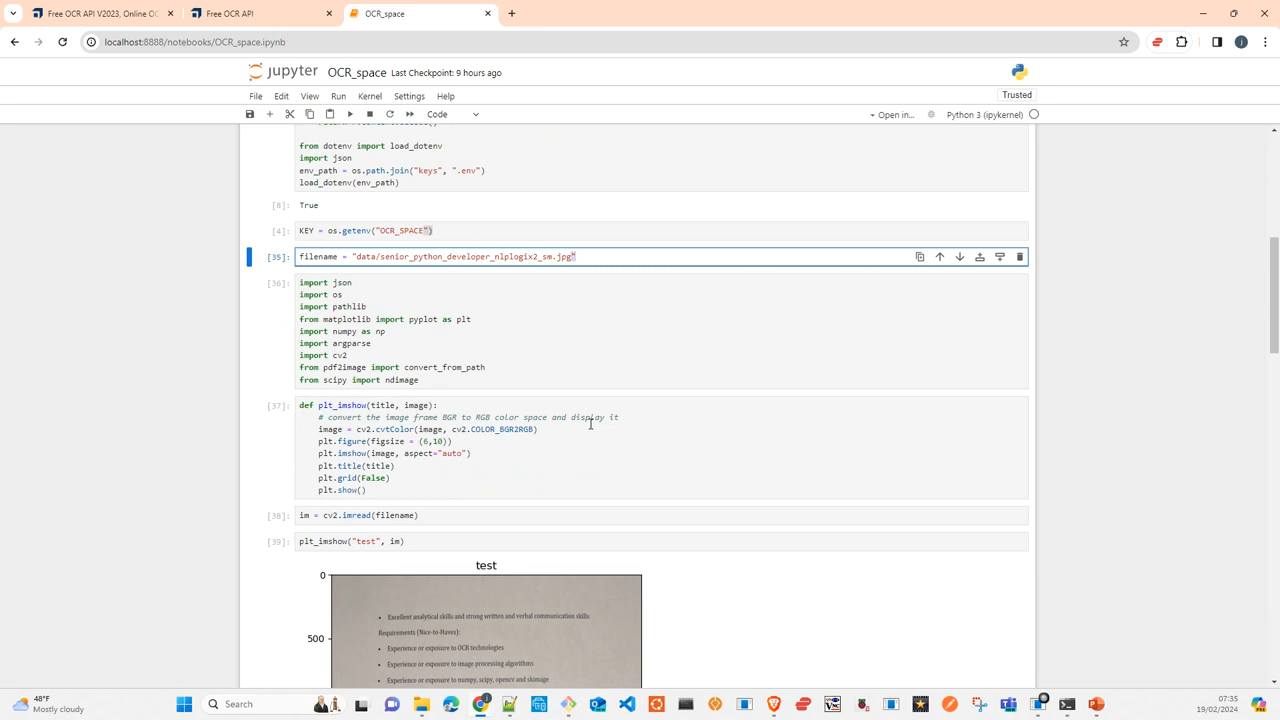 Free OCR API V2023, Online OC
Free OCR API
OCR_space
localhost:8888/notebooks/OCR_space.ipynb
jupyter OCR_space Last Checkpoint: 9 hours ago
File Edit View Run Kernel Settings Help
Trusted
Code
Open in...
Python 3 (ipykernel)
from dotenv import load_dotenv
import json
env_path = os.path.join("keys", ".env")
load_dotenv(env_path)
[8]: True
[4]: KEY = os.getenv("OCR_SPACE")
[35]: filename = "data/senior_python_developer_nlplogix2_sm.jpg"
[36]: import json
import os
import pathlib
from matplotlib import pyplot as plt
import numpy as np
import argparse
import cv2
from pdf2image import convert_from_path
from scipy import ndimage
[37]: def plt_imshow(title, image):
# convert the image frame BGR to RGB color space and display it
image = cv2.cvtColor(image, cv2.COLOR_BGR2RGB)
plt.figure(figsize = (6,10))
plt.imshow(image, aspect="auto")
plt.title(title)
plt.grid(False)
plt.show()
[38]: im = cv2.imread(filename)
[39]: plt_imshow("test", im)
test
0
• Excellent analytical skills and strong written and verbal communication skills
Requirements (Nice-to-Haves):
500
• Experience or exposure to OCR technologies
• Experience or exposure to image processing algorithms
• Experience or exposure to numpy, scipy, opencv and skimage
48°F
Mostly cloudy
Search
07:35
19/02/2024